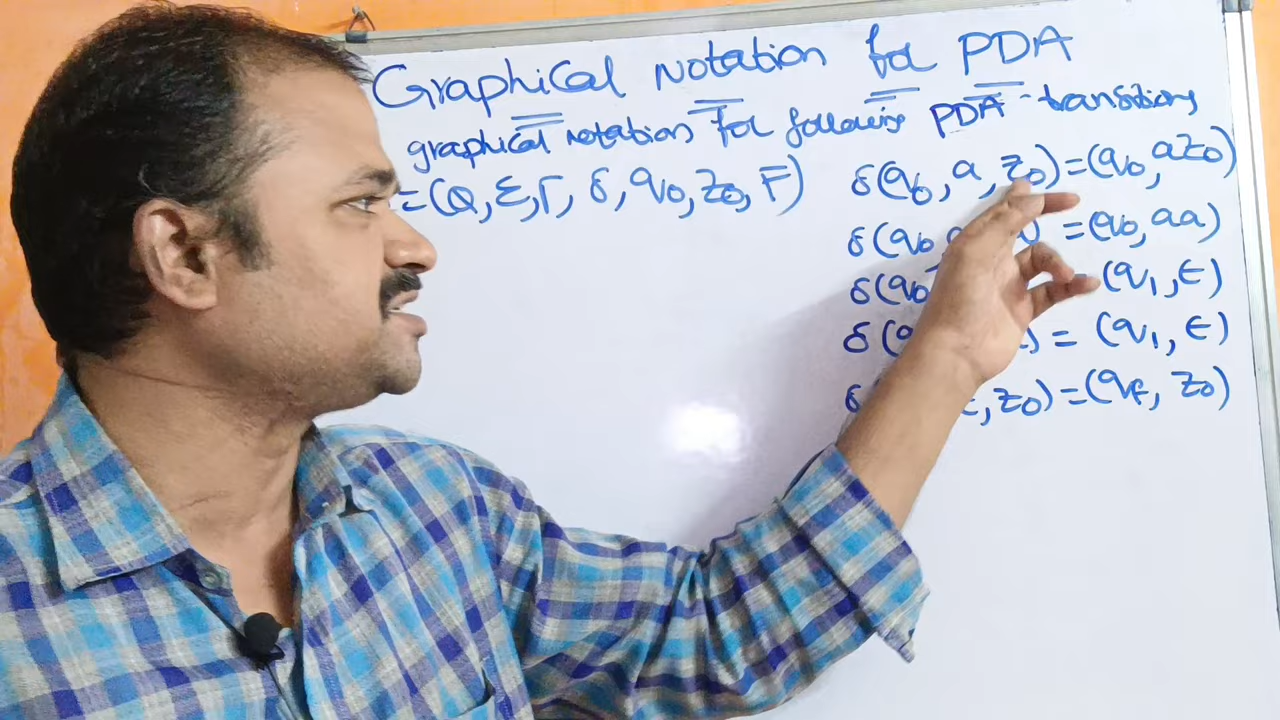 Graphical Notation for PDA
graphical notation for following PDA transitions
=(Q, Σ, Γ, δ, q0, z0, F)
δ(q0, a, z0)=(q0, az0)
δ(q0, =(q0, aa)
δ(q0 (q1, ε)
δ( ) = (q1, ε)
δ ε, z0)=(qf, z0)